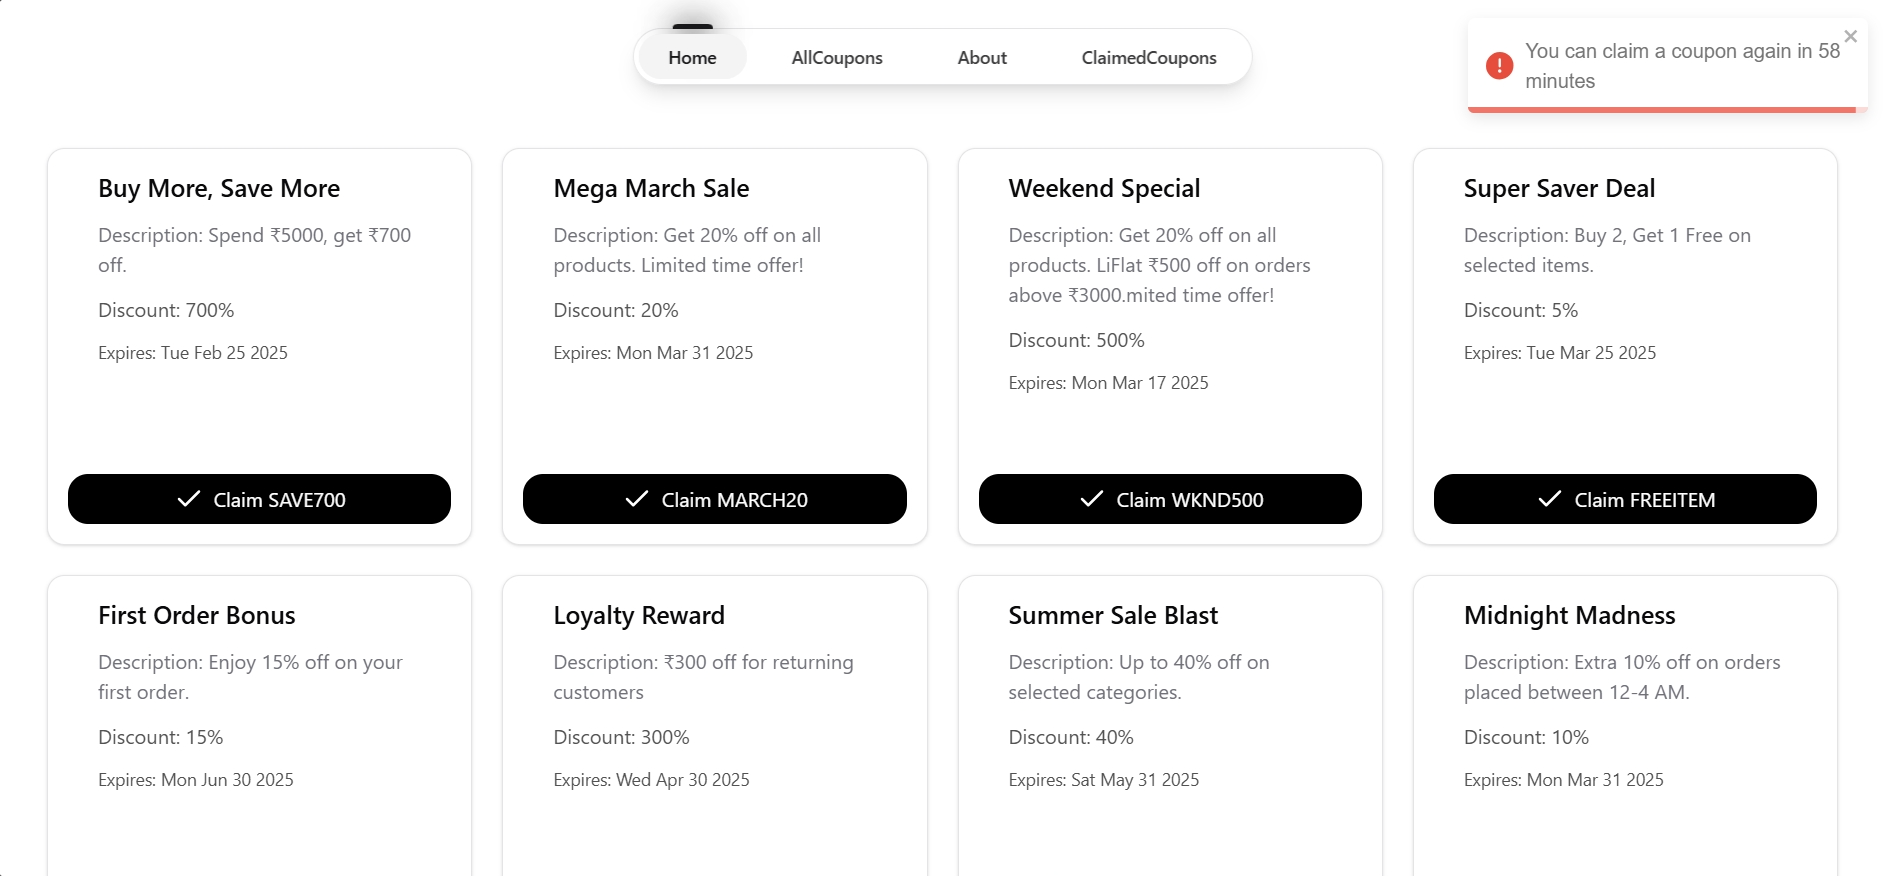 Home
AllCoupons
About
ClaimedCoupons
You can claim a coupon again in 58
minutes
Buy More, Save More
Description: Spend ₹5000, get ₹700
off.
Discount: 700%
Expires: Tue Feb 25 2025
Claim SAVE700
Mega March Sale
Description: Get 20% off on all
products. Limited time offer!
Discount: 20%
Expires: Mon Mar 31 2025
Claim MARCH20
Weekend Special
Description: Get 20% off on all
products. LiFlat ₹500 off on orders
above ₹3000.mited time offer!
Discount: 500%
Expires: Mon Mar 17 2025
Claim WKND500
Super Saver Deal
Description: Buy 2, Get 1 Free on
selected items.
Discount: 5%
Expires: Tue Mar 25 2025
Claim FREEITEM
First Order Bonus
Description: Enjoy 15% off on your
first order.
Discount: 15%
Expires: Mon Jun 30 2025
Loyalty Reward
Description: ₹300 off for returning
customers
Discount: 300%
Expires: Wed Apr 30 2025
Summer Sale Blast
Description: Up to 40% off on
selected categories.
Discount: 40%
Expires: Sat May 31 2025
Midnight Madness
Description: Extra 10% off on orders
placed between 12-4 AM.
Discount: 10%
Expires: Mon Mar 31 2025